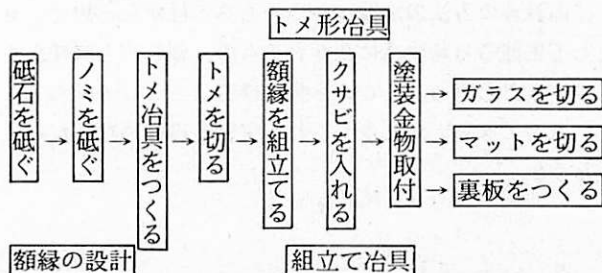 トメ形冶具
砥石を砥ぐ
→
ノミを砥ぐ
→
トメ冶具をつくる
→
トメを切る
→
額縁を組立てる
→
クサビを入れる
→
塗装金物取付
→ ガラスを切る
→ マットを切る
→ 裏板をつくる
額縁の設計
組立て冶具